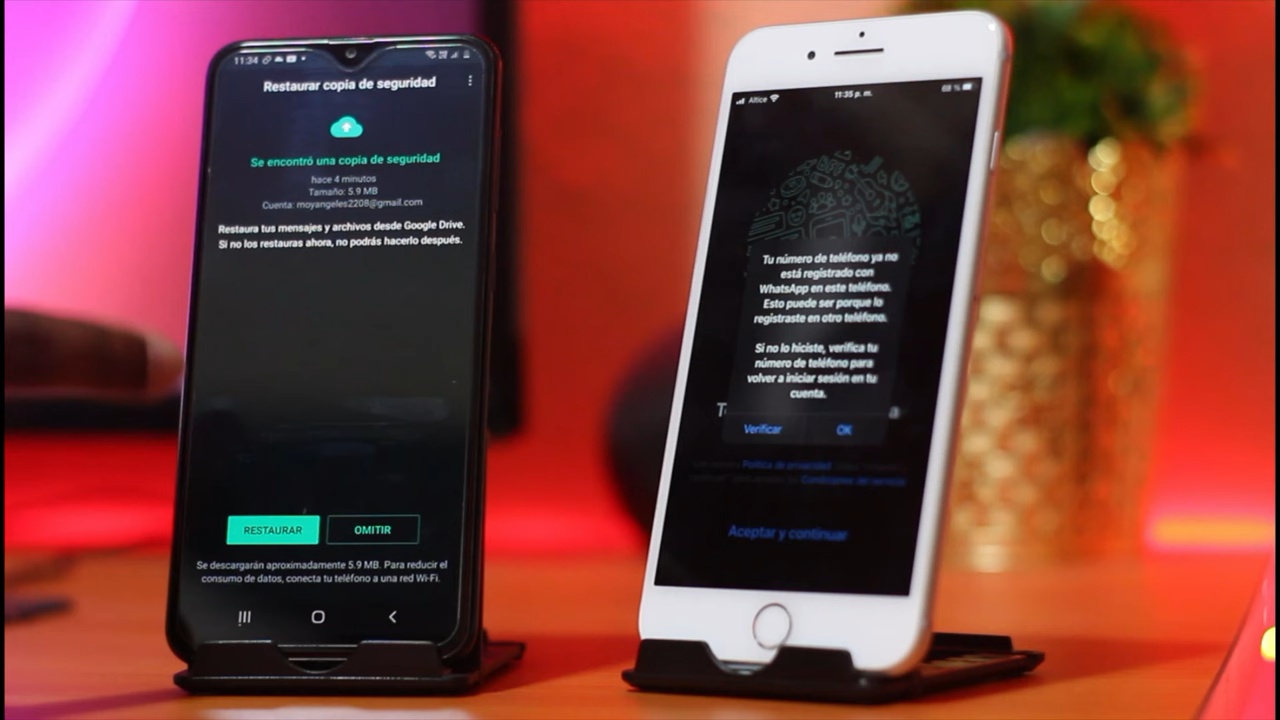 11:34
Restaurar copia de seguridad
Se encontró una copia de seguridad
hace 4 minutos
Tamaño: 5.9 MB
Cuenta: moyangeles2208@gmail.com
Restaura tus mensajes y archivos desde Google Drive.
Si no los restauras ahora, no podrás hacerlo después.
RESTAURAR
OMITIR
Se descargarán aproximadamente 5.9 MB. Para reducir el
consumo de datos, conecta tu teléfono a una red Wi-Fi.
Altice
11:35 p. m.
68 %
Tu número de teléfono ya no
está registrado con
WhatsApp en este teléfono.
Esto puede ser porque lo
registraste en otro teléfono.
Si no lo hiciste, verifica tu
número de teléfono para
volver a iniciar sesión en tu
cuenta.
Verificar
OK
Política de privacidad
Condiciones del servicio
Aceptar y continuar